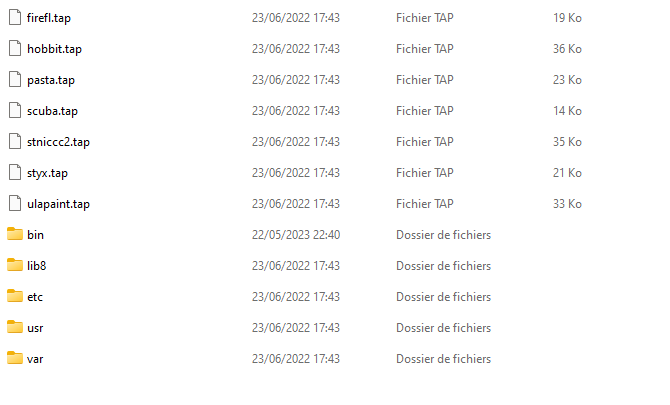 firefl.tap 23/06/2022 17:43 Fichier TAP 19 Ko
hobbit.tap 23/06/2022 17:43 Fichier TAP 36 Ko
pasta.tap 23/06/2022 17:43 Fichier TAP 23 Ko
scuba.tap 23/06/2022 17:43 Fichier TAP 14 Ko
stniccc2.tap 23/06/2022 17:43 Fichier TAP 35 Ko
styx.tap 23/06/2022 17:43 Fichier TAP 21 Ko
ulapaint.tap 23/06/2022 17:43 Fichier TAP 33 Ko
bin 22/05/2023 22:40 Dossier de fichiers
lib8 23/06/2022 17:43 Dossier de fichiers
etc 23/06/2022 17:43 Dossier de fichiers
usr 23/06/2022 17:43 Dossier de fichiers
var 23/06/2022 17:43 Dossier de fichiers